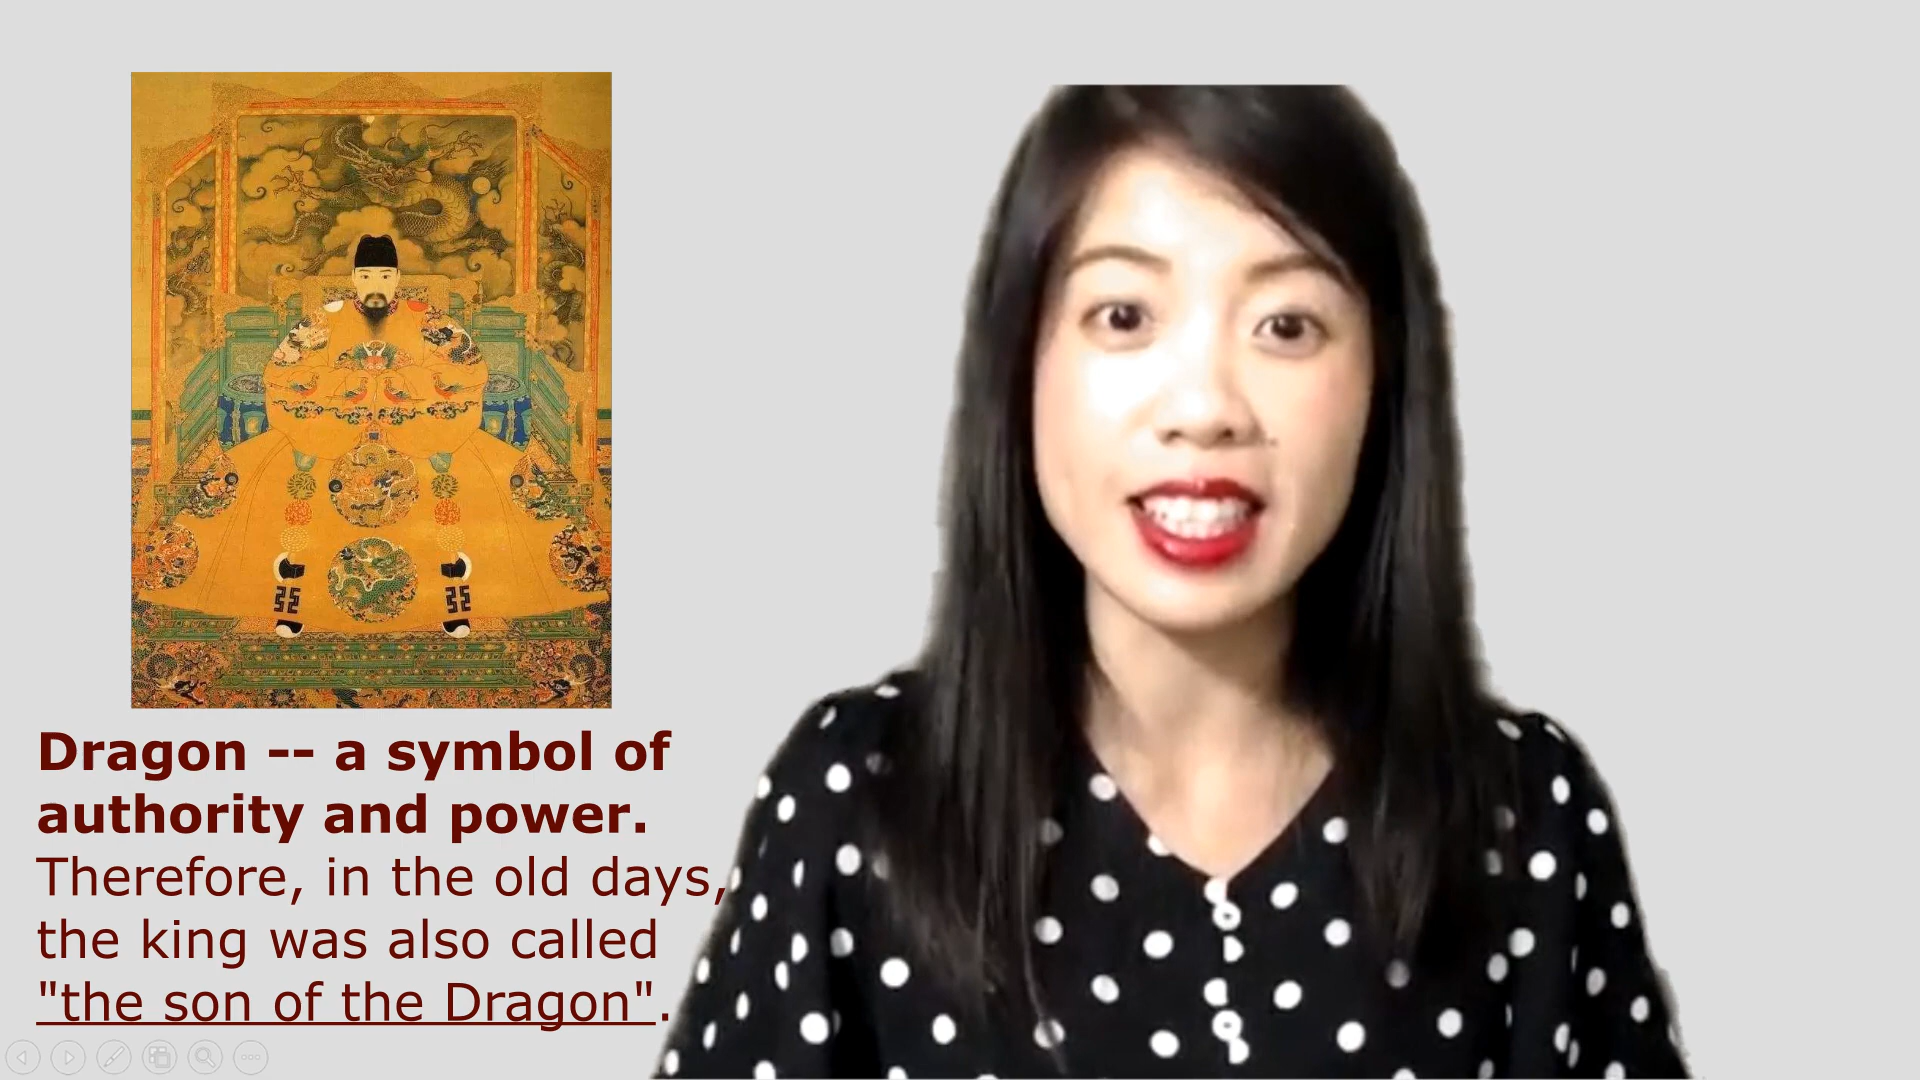 Dragon -- a symbol of
authority and power.
Therefore, in the old days,
the king was also called
"the son of the Dragon".